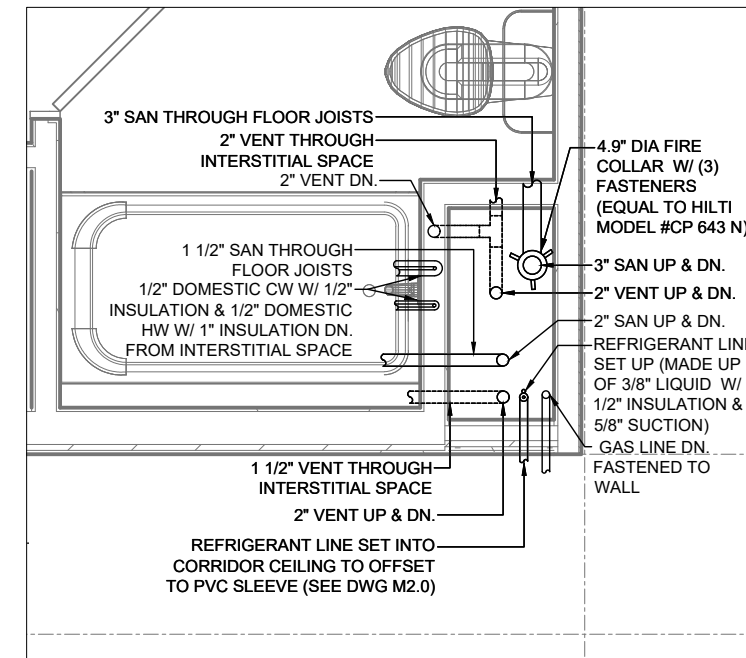 3" SAN THROUGH FLOOR JOISTS
2" VENT THROUGH
INTERSTITIAL SPACE
2" VENT DN.
4.9" DIA FIRE
COLLAR W/ (3)
FASTENERS
(EQUAL TO HILTI
MODEL #CP 643 N)
1 1/2" SAN THROUGH
FLOOR JOISTS
1/2" DOMESTIC CW W/ 1/2"
INSULATION & 1/2" DOMESTIC
HW W/ 1" INSULATION DN.
FROM INTERSTITIAL SPACE
3" SAN UP & DN.
2" VENT UP & DN.
2" SAN UP & DN.
REFRIGERANT LINE
SET UP (MADE UP
OF 3/8" LIQUID W/
1/2" INSULATION &
5/8" SUCTION)
GAS LINE DN.
FASTENED TO
WALL
1 1/2" VENT THROUGH
INTERSTITIAL SPACE
2" VENT UP & DN.
REFRIGERANT LINE SET INTO
CORRIDOR CEILING TO OFFSET
TO PVC SLEEVE (SEE DWG M2.0)